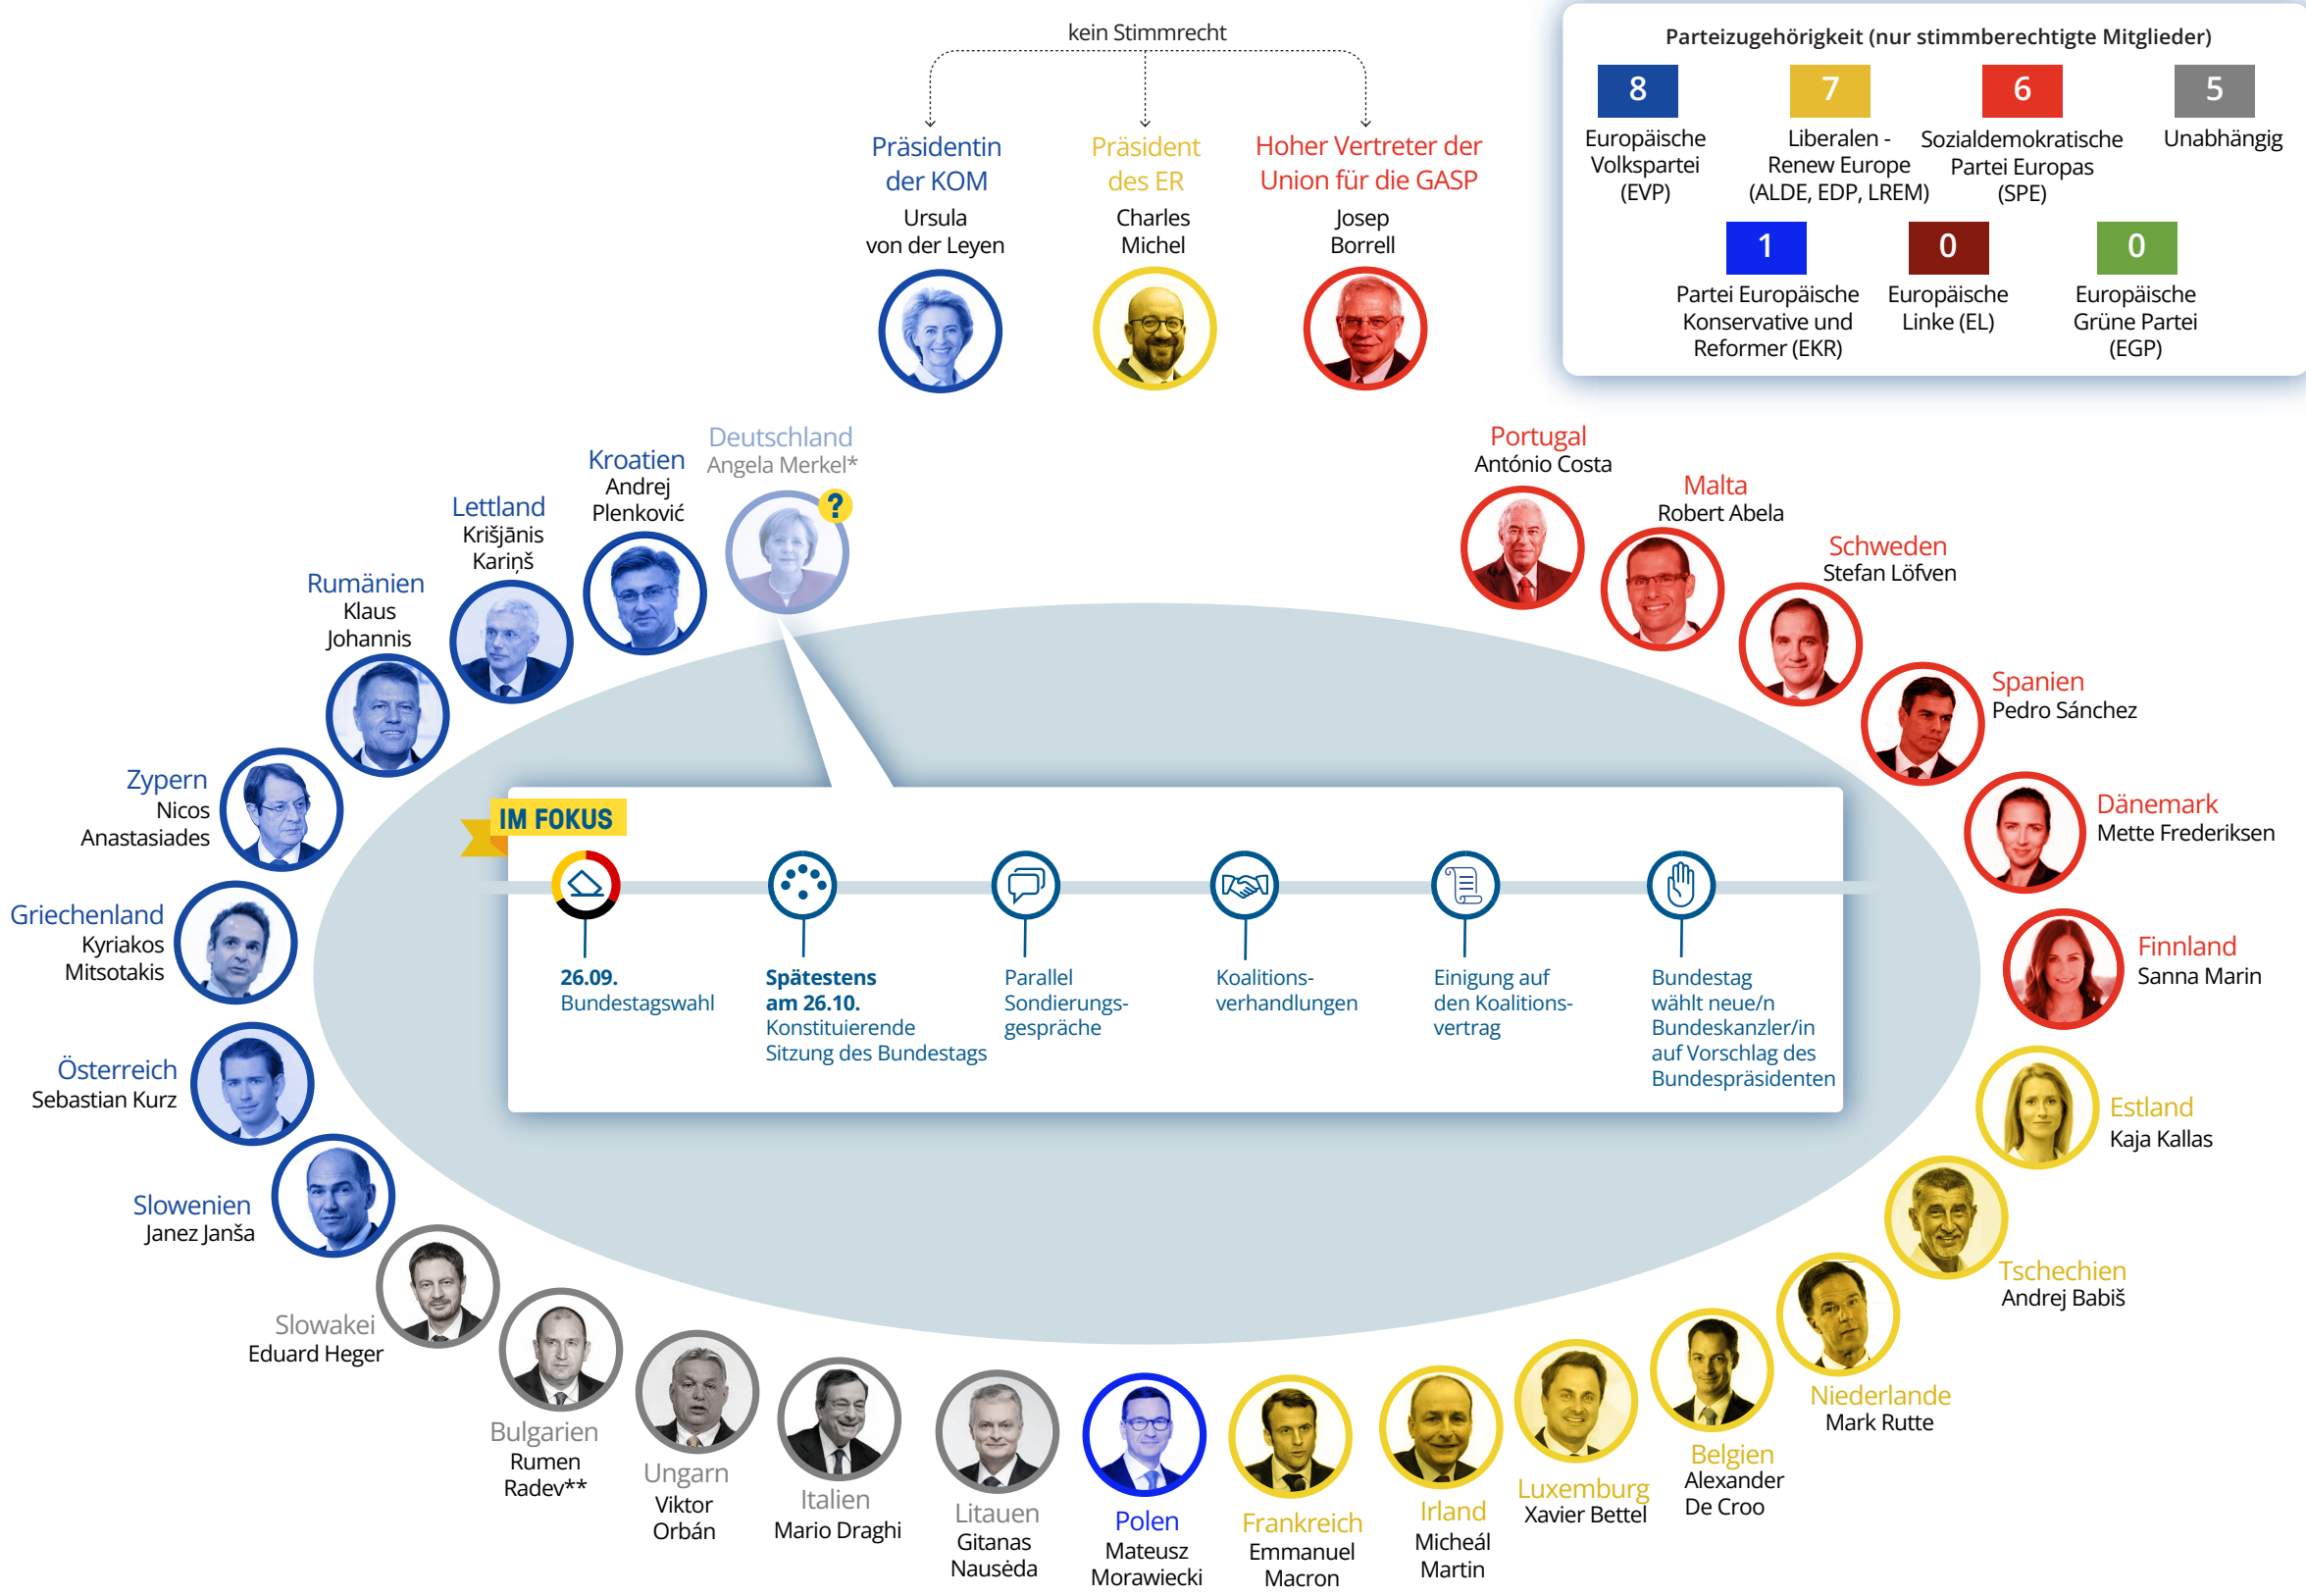 kein Stimmrecht
Präsidentin
der KOM
Ursula
von der Leyen
Präsident
des ER
Charles
Michel
Hoher Vertreter der
Union für die GASP
Josep
Borrell
Parteizugehörigkeit (nur stimmberechtigte Mitglieder)
8
Europäische
Volkspartei
(EVP)
7
Liberalen -
Renew Europe
(ALDE, EDP, LREM)
6
Sozialdemokratische
Partei Europas
(SPE)
5
Unabhängig
1
Partei Europäische
Konservative und
Reformer (EKR)
0
Europäische
Linke (EL)
0
Europäische
Grüne Partei
(EGP)
Deutschland
Angela Merkel*
?
Kroatien
Andrej
Plenković
Lettland
Krišjānis
Kariņš
Rumänien
Klaus
Johannis
Zypern
Nicos
Anastasiades
Griechenland
Kyriakos
Mitsotakis
Österreich
Sebastian Kurz
Slowenien
Janez Janša
Slowakei
Eduard Heger
Bulgarien
Rumen
Radev**
Ungarn
Viktor
Orbán
Italien
Mario Draghi
Litauen
Gitanas
Nausėda
Polen
Mateusz
Morawiecki
Frankreich
Emmanuel
Macron
Irland
Micheál
Martin
Luxemburg
Xavier Bettel
Belgien
Alexander
De Croo
Niederlande
Mark Rutte
Tschechien
Andrej Babiš
Estland
Kaja Kallas
Finnland
Sanna Marin
Dänemark
Mette Frederiksen
Spanien
Pedro Sánchez
Schweden
Stefan Löfven
Malta
Robert Abela
Portugal
António Costa
IM FOKUS
26.09.
Bundestagswahl
Spätestens
am 26.10.
Konstituierende
Sitzung des Bundestags
Parallel
Sondierungs-
gespräche
Koalitions-
verhandlungen
Einigung auf
den Koalitions-
vertrag
Bundestag
wählt neue/n
Bundeskanzler/in
auf Vorschlag des
Bundespräsidenten